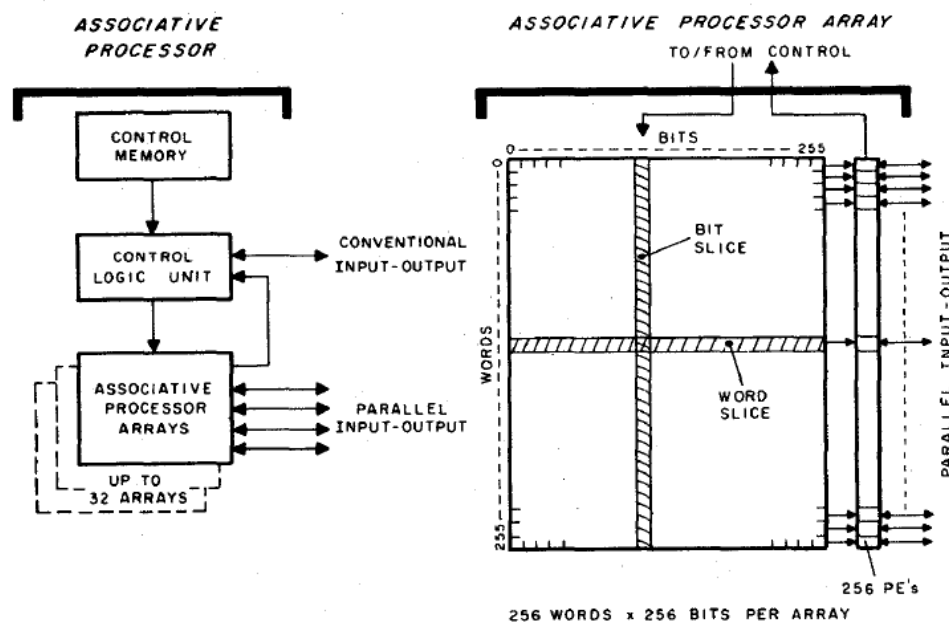 ASSOCIATIVE
PROCESSOR
CONTROL
MEMORY
CONTROL
LOGIC UNIT
CONVENTIONAL
INPUT-OUTPUT
ASSOCIATIVE
PROCESSOR
ARRAYS
PARALLEL
INPUT-OUTPUT
UP TO
32 ARRAYS
ASSOCIATIVE PROCESSOR ARRAY
TO/FROM CONTROL
BITS
0
255
0
WORDS
255
BIT
SLICE
WORD
SLICE
PARALLEL INPUT-OUTPUT
256 PE's
256 WORDS x 256 BITS PER ARRAY